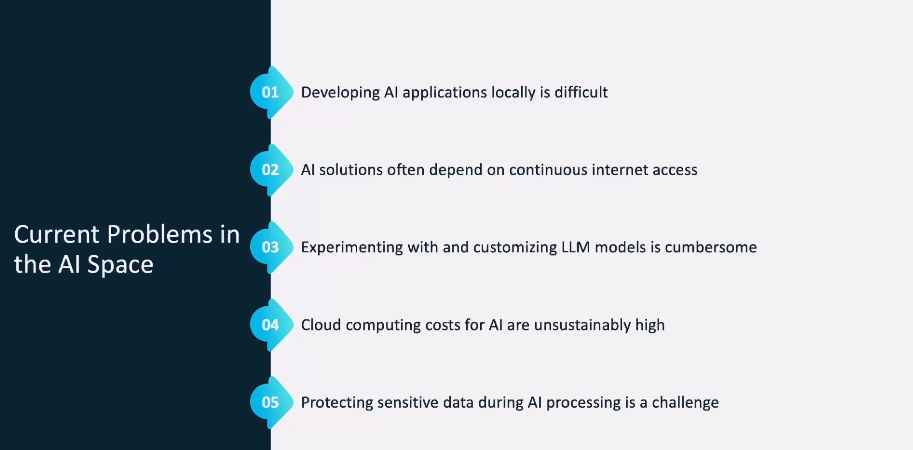 Current Problems in
the AI Space
01 Developing AI applications locally is difficult
02 AI solutions often depend on continuous internet access
03 Experimenting with and customizing LLM models is cumbersome
04 Cloud computing costs for AI are unsustainably high
05 Protecting sensitive data during AI processing is a challenge